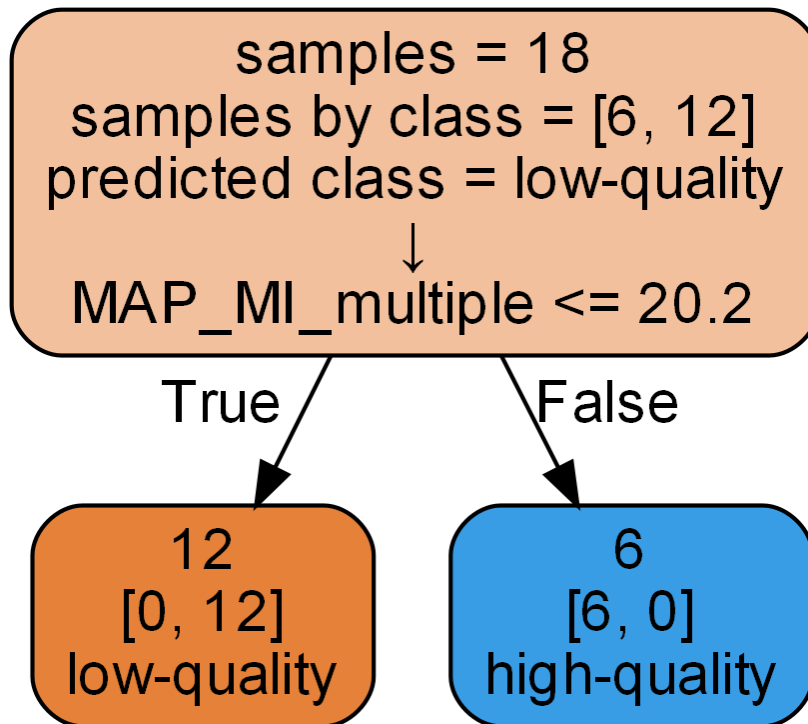 samples = 18
samples by class = [6, 12]
predicted class = low-quality
↓
MAP_MI_multiple <= 20.2
True
False
12
[0, 12]
low-quality
6
[6, 0]
high-quality